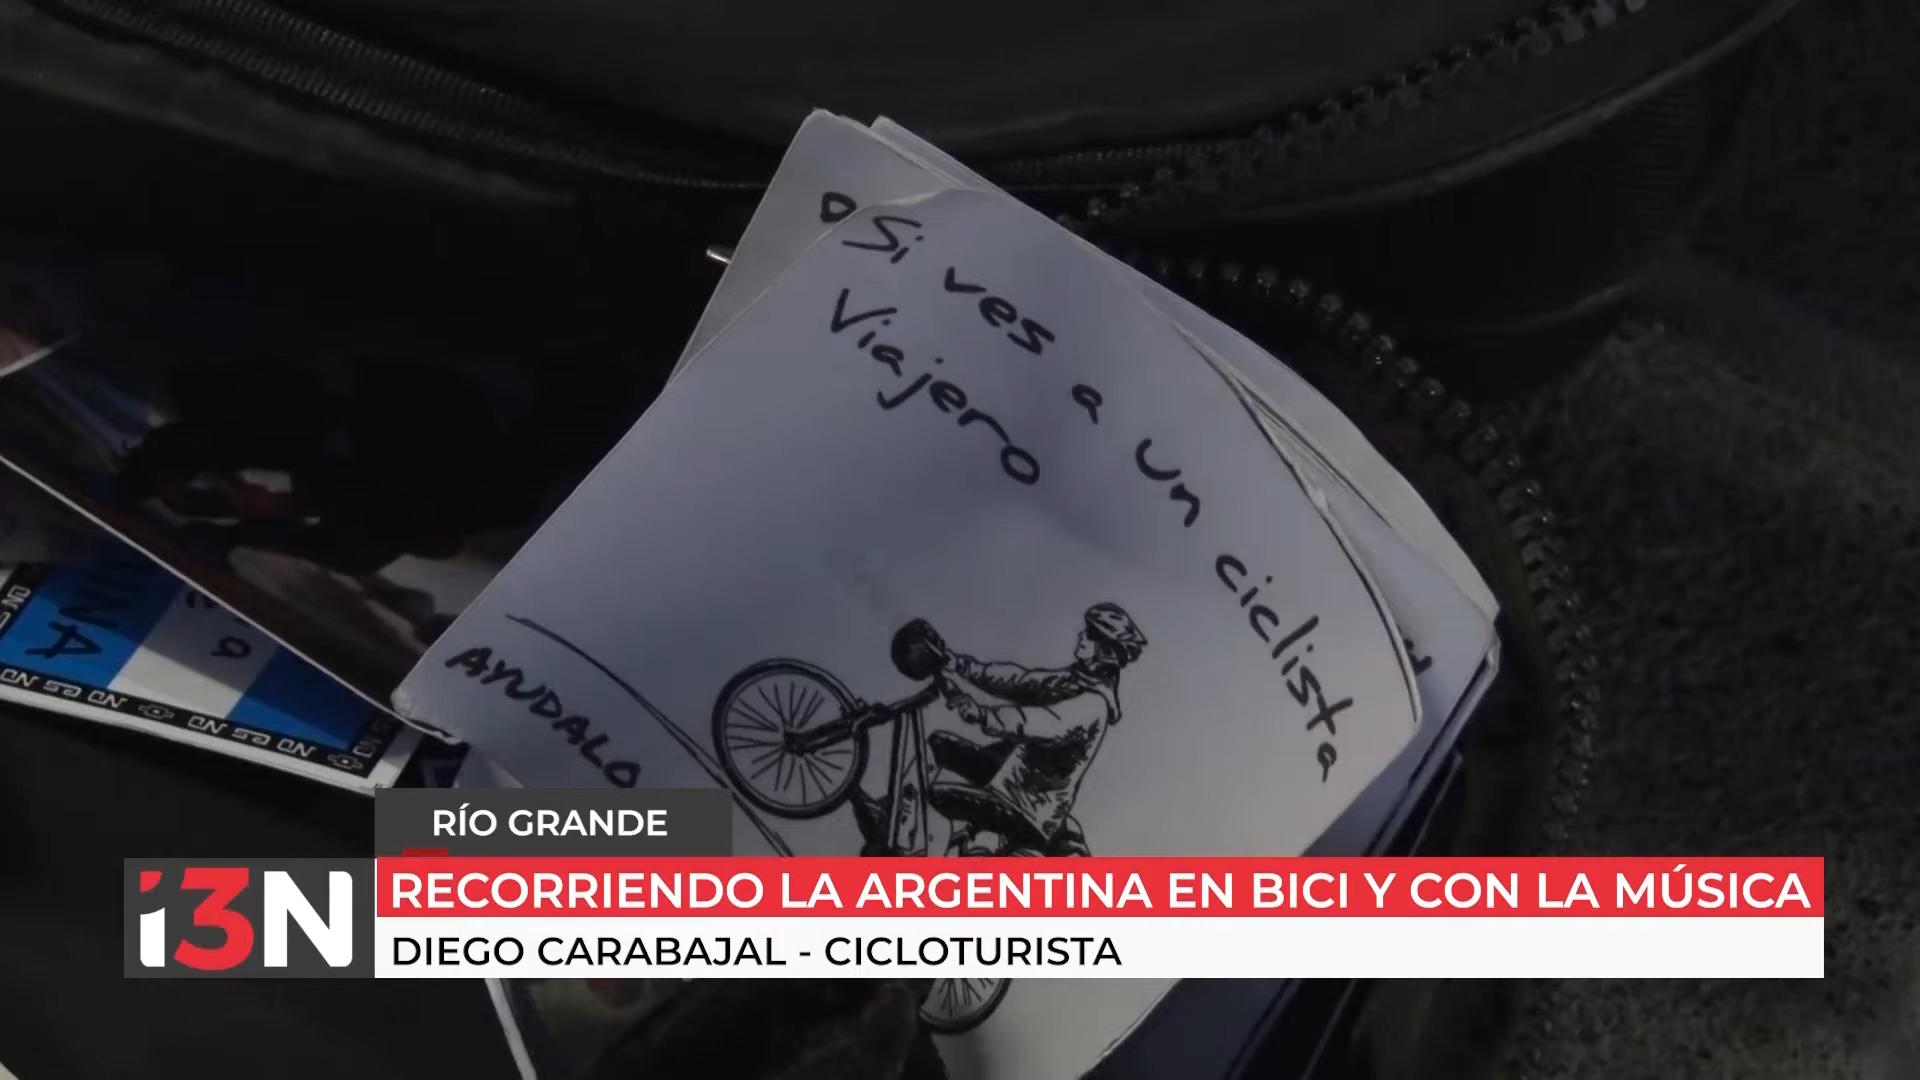 Si ves a un ciclista
Viajero
AYUDALO
RÍO GRANDE
i3N
RECORRIENDO LA ARGENTINA EN BICI Y CON LA MÚSICA
DIEGO CARABAJAL - CICLOTURISTA